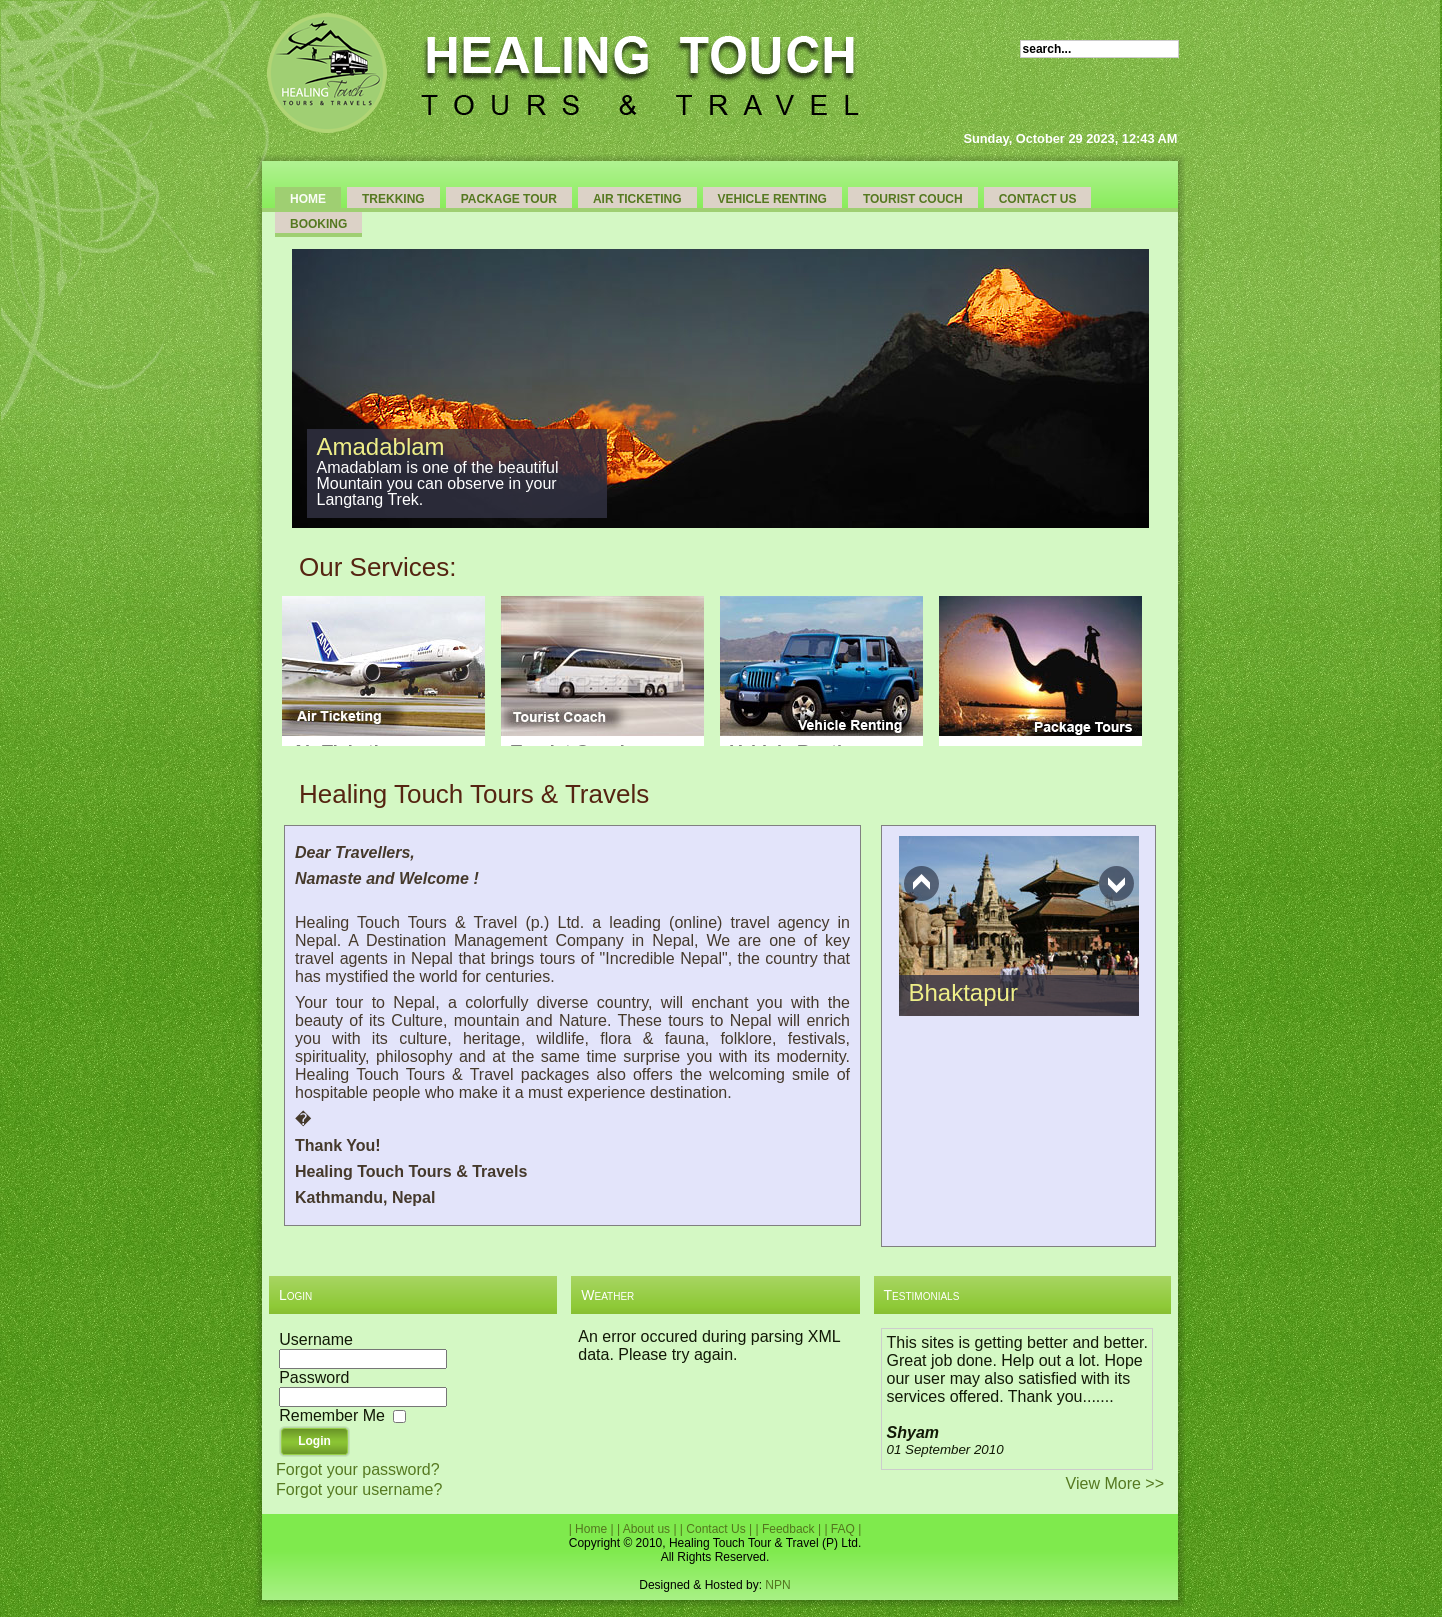 HEALING Touch
TOURS & TRAVELS
HEALING TOUCH
TOURS & TRAVEL
search...
Sunday, October 29 2023, 12:43 AM
HOME
TREKKING
PACKAGE TOUR
AIR TICKETING
VEHICLE RENTING
TOURIST COUCH
CONTACT US
BOOKING
Amadablam
Amadablam is one of the beautiful
Mountain you can observe in your
Langtang Trek.
Our Services:
ANA
Air Ticketing
Tourist Coach
Vehicle Renting
Package Tours
Healing Touch Tours & Travels
Dear Travellers,
Namaste and Welcome !
Healing Touch Tours & Travel (p.) Ltd. a leading (online) travel agency in
Nepal. A Destination Management Company in Nepal, We are one of key
travel agents in Nepal that brings tours of "Incredible Nepal", the country that
has mystified the world for centuries.
Your tour to Nepal, a colorfully diverse country, will enchant you with the
beauty of its Culture, mountain and Nature. These tours to Nepal will enrich
you with its culture, heritage, wildlife, flora & fauna, folklore, festivals,
spirituality, philosophy and at the same time surprise you with its modernity.
Healing Touch Tours & Travel packages also offers the welcoming smile of
hospitable people who make it a must experience destination.
�
Thank You!
Healing Touch Tours & Travels
Kathmandu, Nepal
Bhaktapur
Login
Username
Password
Remember Me
Login
Forgot your password?
Forgot your username?
Weather
An error occured during parsing XML
data. Please try again.
Testimonials
This sites is getting better and better.
Great job done. Help out a lot. Hope
our user may also satisfied with its
services offered. Thank you.......
Shyam
01 September 2010
View More >>
| Home | | About us | | Contact Us | | Feedback | | FAQ |
Copyright © 2010, Healing Touch Tour & Travel (P) Ltd.
All Rights Reserved.
Designed & Hosted by: NPN